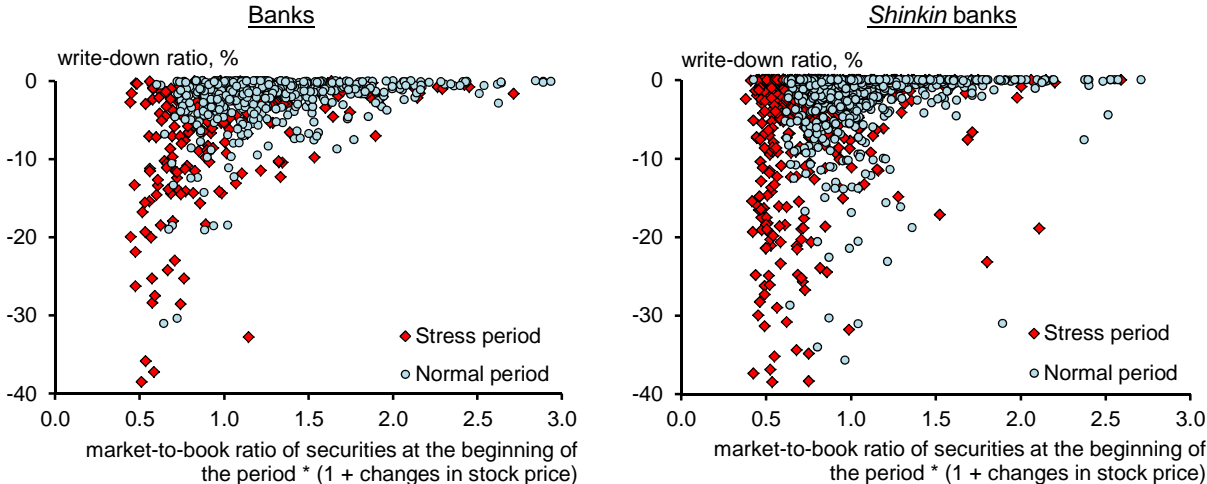 Banks
write-down ratio, %
0
-10
-20
-30
-40
0.0 0.5 1.0 1.5 2.0 2.5 3.0
Stress period
Normal period
market-to-book ratio of securities at the beginning of
the period * (1 + changes in stock price)
Shinkin banks
write-down ratio, %
0
-10
-20
-30
-40
0.0 0.5 1.0 1.5 2.0 2.5 3.0
Stress period
Normal period
market-to-book ratio of securities at the beginning of
the period * (1 + changes in stock price)